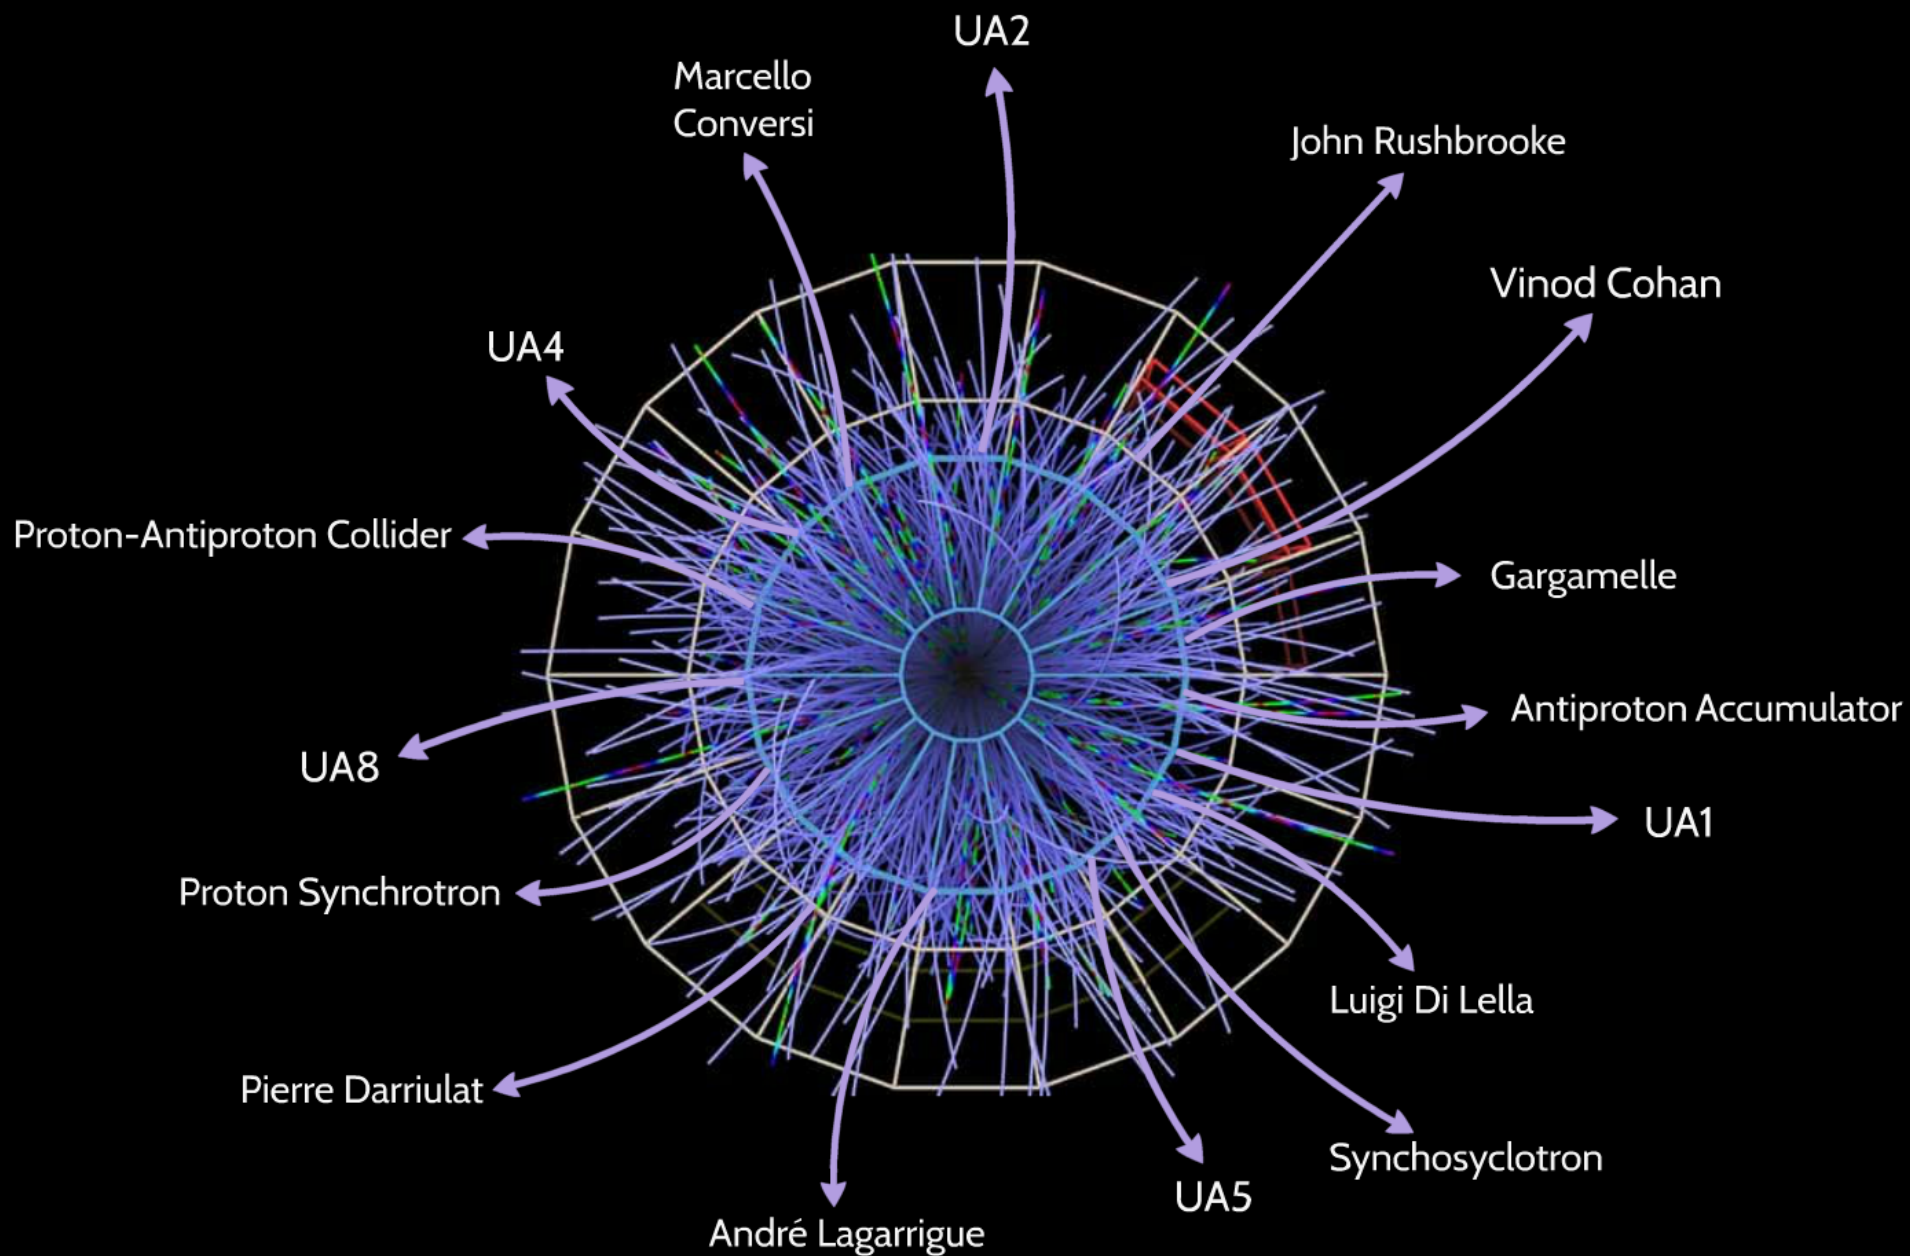 UA2
Marcello
Conversi
John Rushbrooke
Vinod Cohan
UA4
Proton-Antiproton Collider
Gargamelle
Antiproton Accumulator
UA8
UA1
Proton Synchrotron
Luigi Di Lella
Pierre Darriulat
Synchosyclotron
UA5
André Lagarrigue